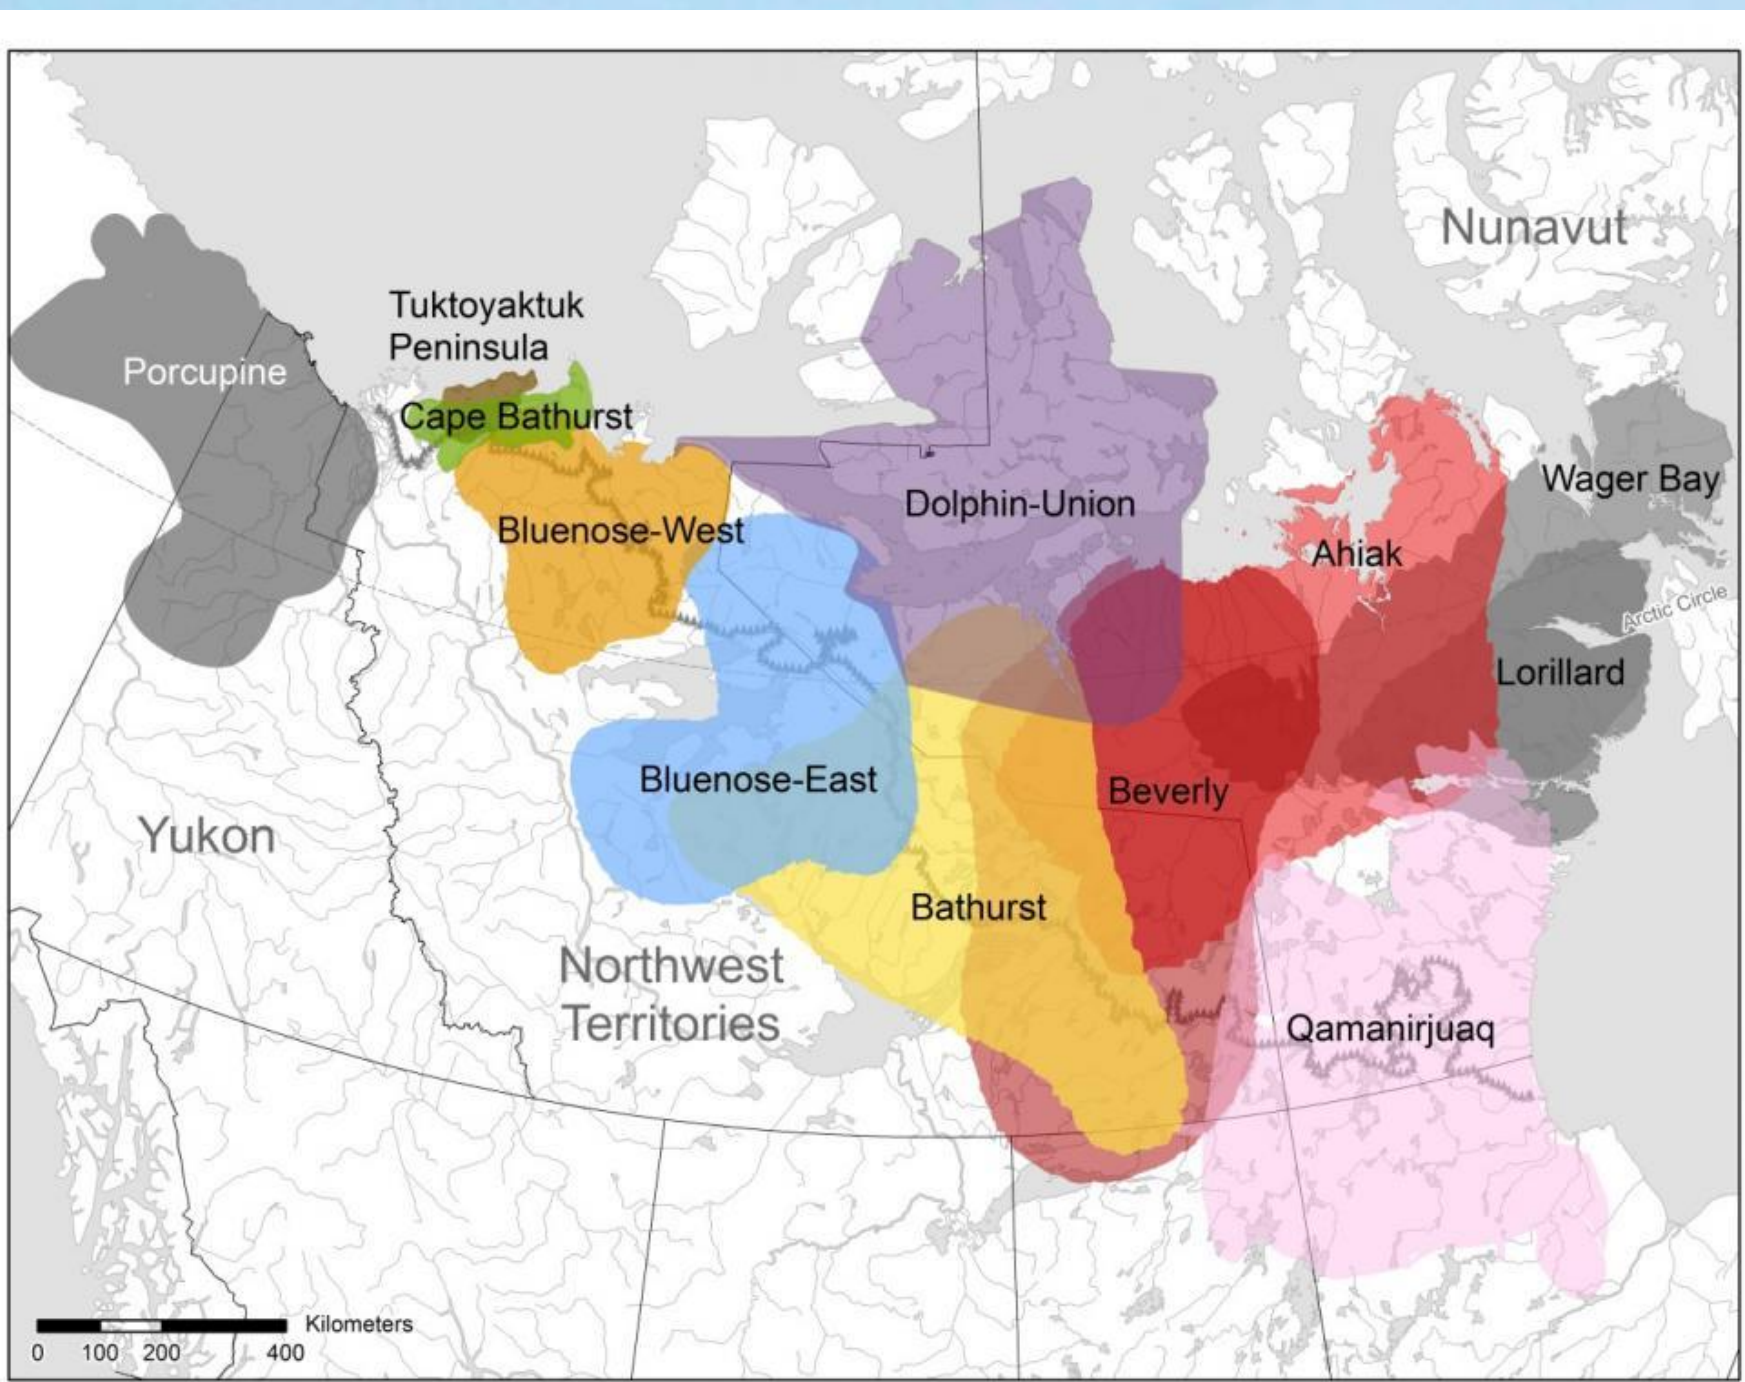 Nunavut
Tuktoyaktuk
Peninsula
Porcupine
Cape Bathurst
Wager Bay
Dolphin-Union
Bluenose-West
Ahiak
Arctic Circle
Lorillard
Bluenose-East
Beverly
Yukon
Bathurst
Northwest
Territories
Qamanirjuaq
Kilometers
0 100 200 400